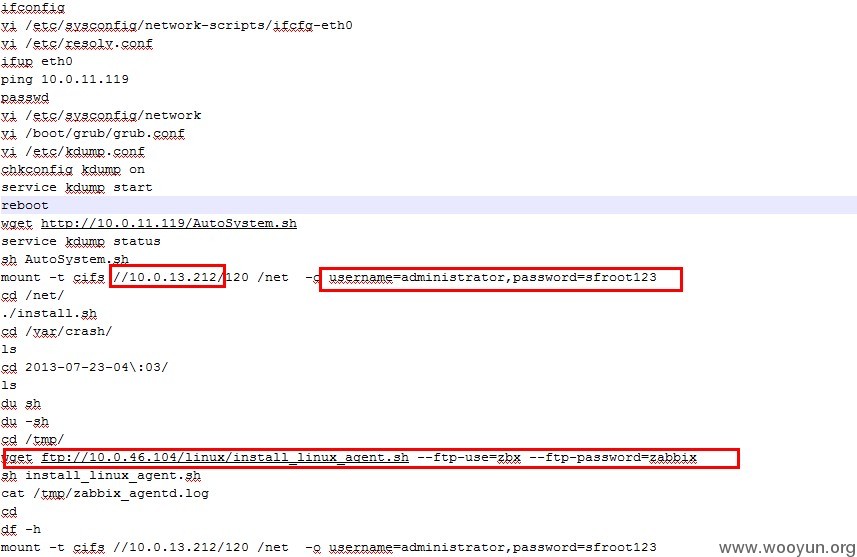 ifconfig
vi /etc/sysconfig/network-scripts/ifcfg-eth0
vi /etc/resolv.conf
ifup eth0
ping 10.0.11.119
passwd
vi /etc/sysconfig/network
vi /boot/grub/grub.conf
vi /etc/kdump.conf
chkconfig kdump on
service kdump start
reboot
wget http://10.0.11.119/AutoSystem.sh
service kdump status
sh AutoSystem.sh
mount -t cifs //10.0.13.212/120 /net  -o username=administrator,password=sfroot123
cd /net/
./install.sh
cd /var/crash/
ls
cd 2013-07-23-04\:03/
ls
du sh
du -sh
cd /tmp/
wget ftp://10.0.46.104/linux/install_linux_agent.sh --ftp-use=zbx --ftp-password=zabbix
sh install_linux_agent.sh
cat /tmp/zabbix_agentd.log
cd
df -h
mount -t cifs //10.0.13.212/120 /net  -o username=administrator,password=sfroot123
www.wooyun.org